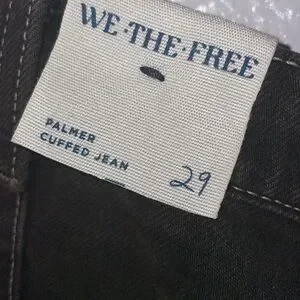 WE·THE·FREE
PALMER
CUFFED JEAN
29